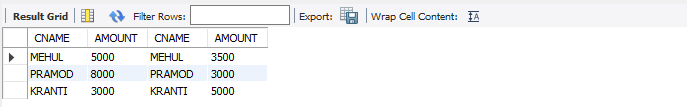 Result Grid Filter Rows: Export: Wrap Cell Content: IA
CNAME AMOUNT CNAME AMOUNT
MEHUL 5000 MEHUL 3500
PRAMOD 8000 PRAMOD 3000
KRANTI 3000 KRANTI 5000